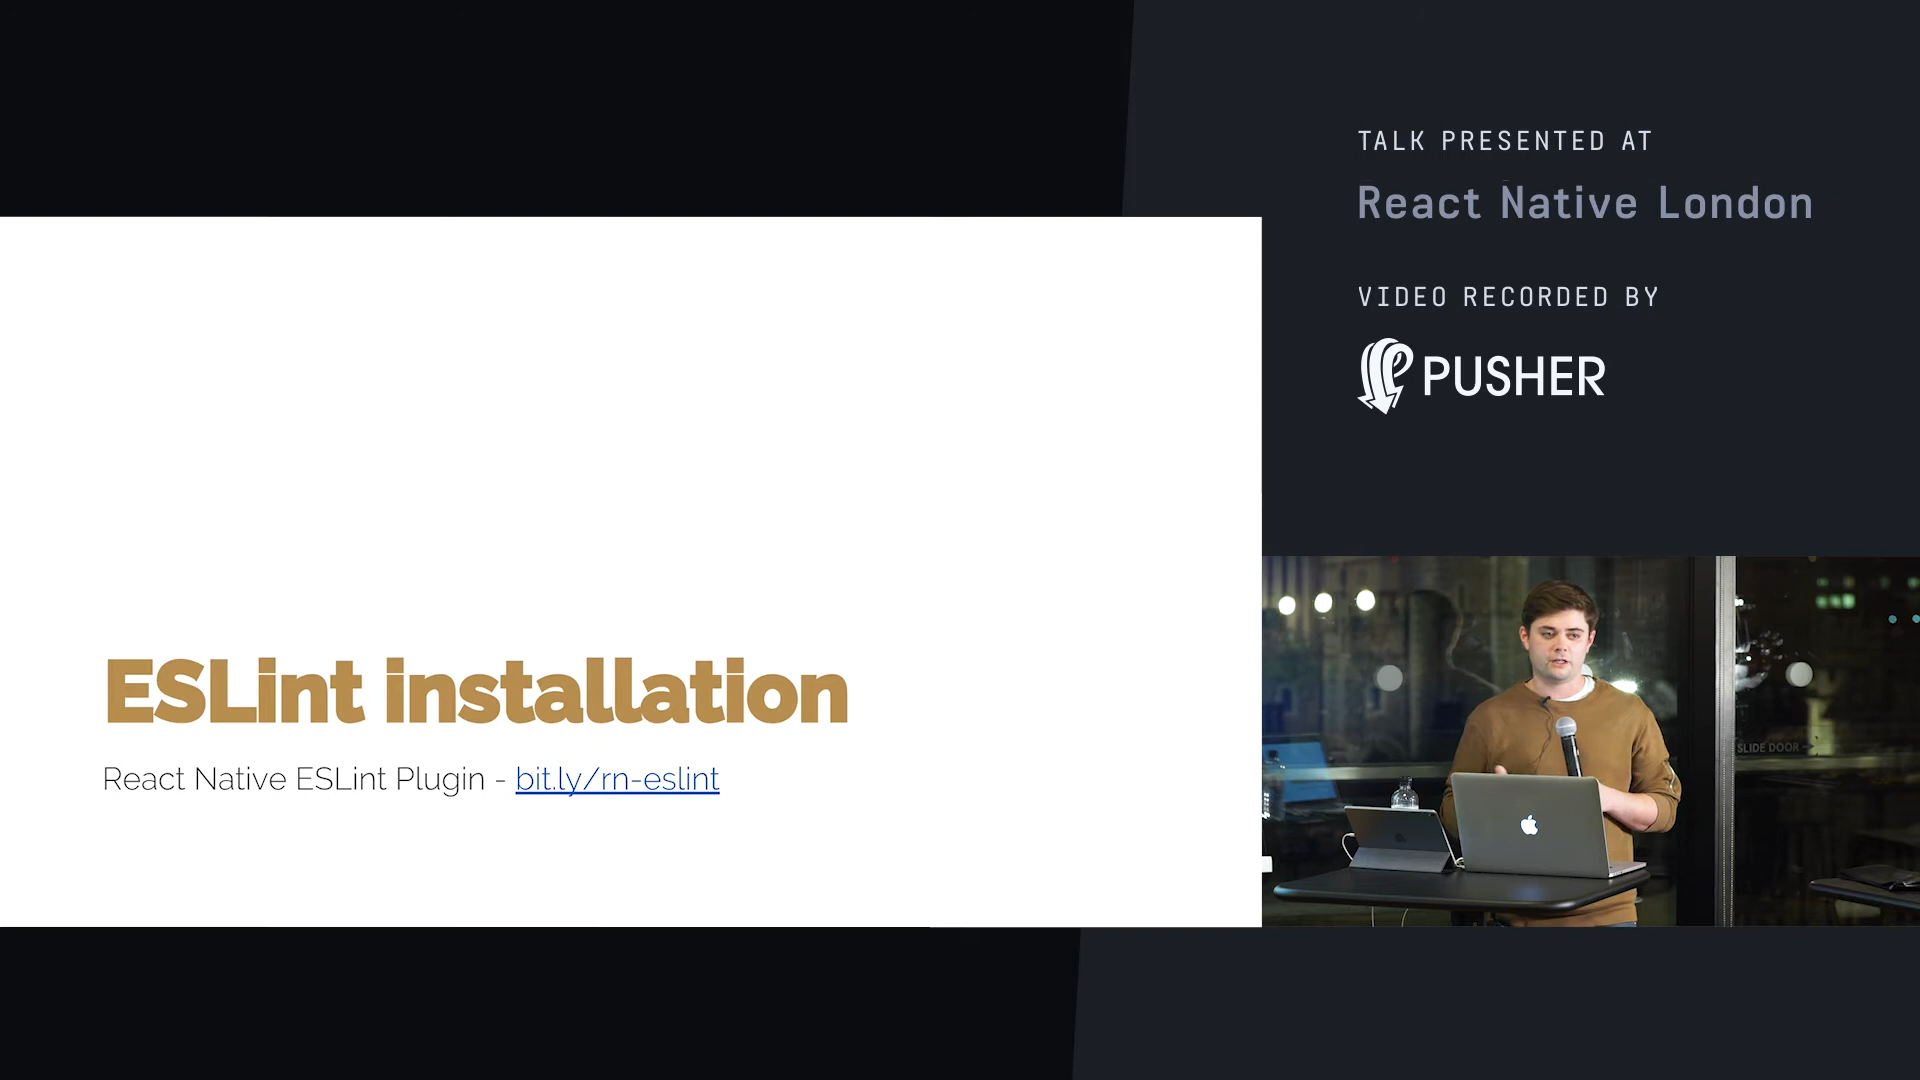 TALK PRESENTED AT
React Native London
VIDEO RECORDED BY
PUSHER
ESLint installation
React Native ESLint Plugin - bit.ly/rn-eslint
SLIDE DOOR →